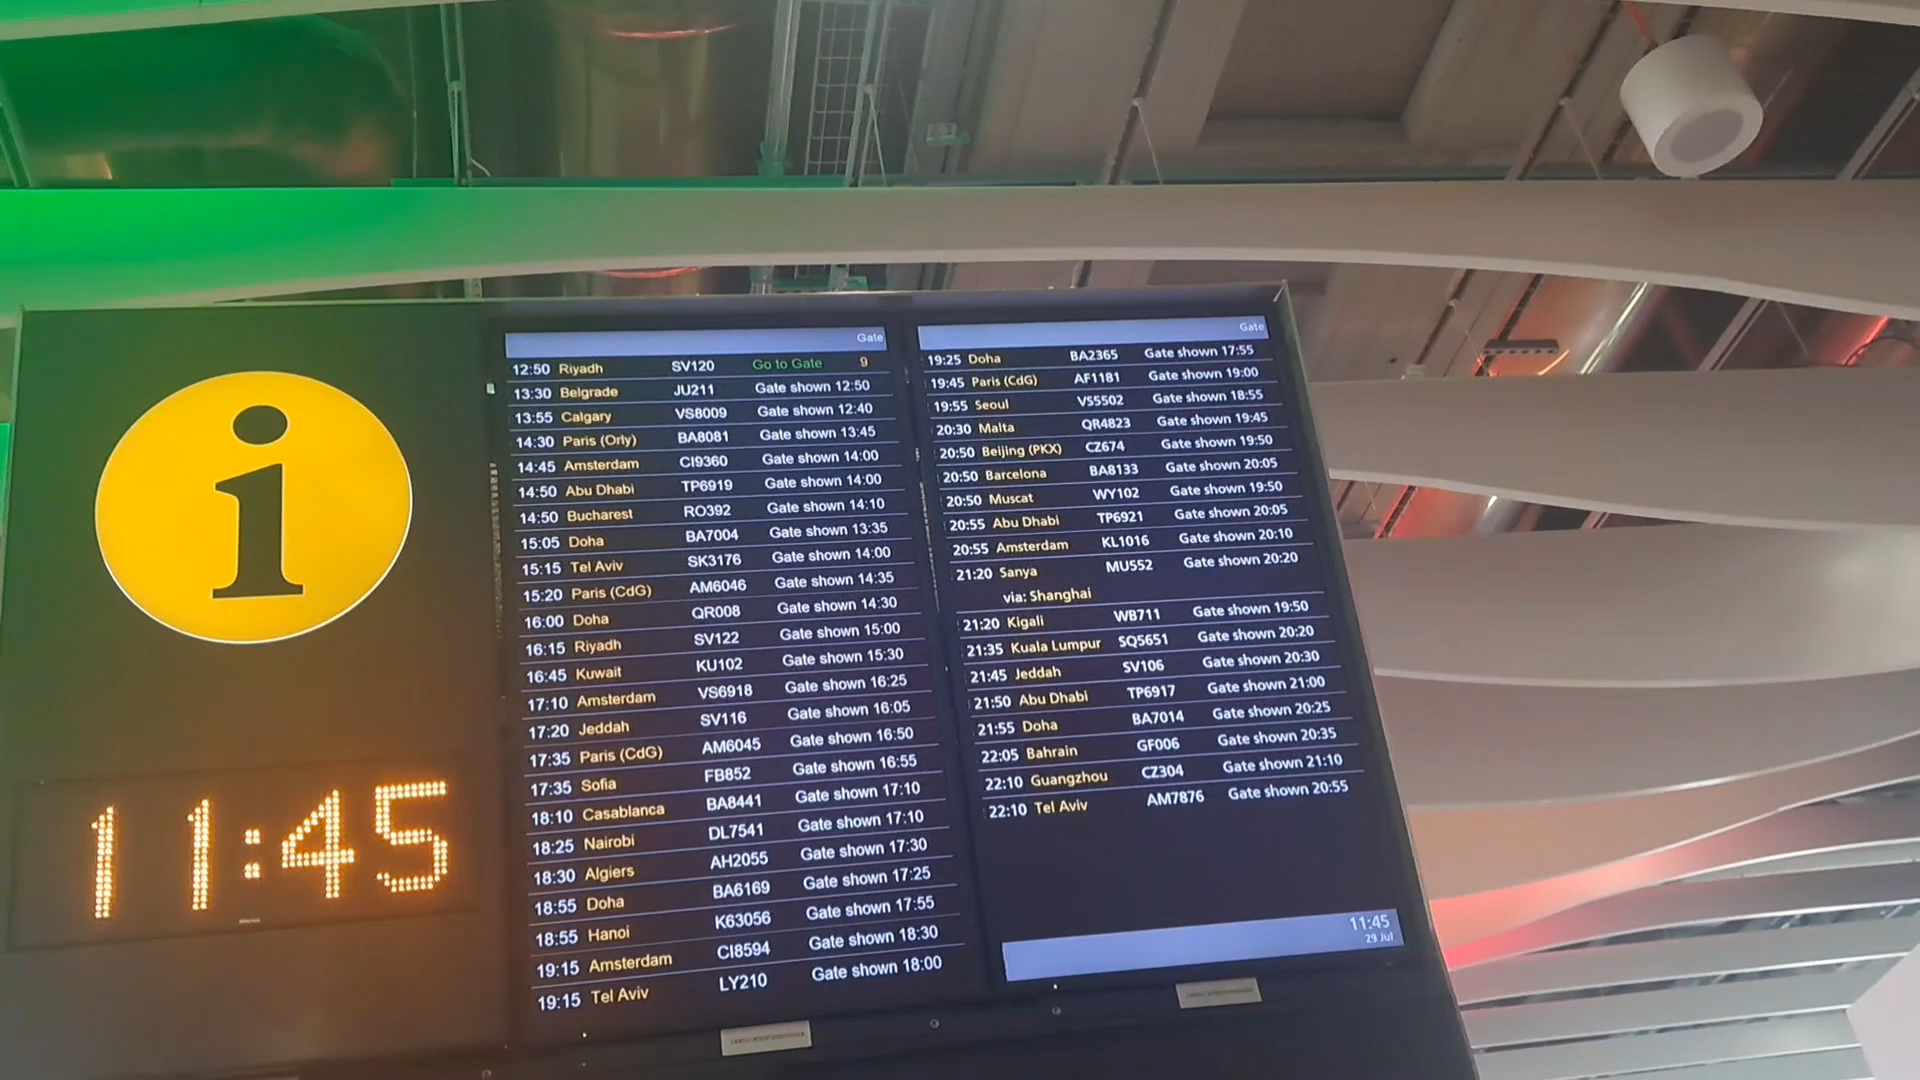 i
11:45
Gate
12:50 Riyadh SV120 Go to Gate 9
13:30 Belgrade JU211 Gate shown 12:50
13:55 Calgary VS8009 Gate shown 12:40
14:30 Paris (Orly) BA8081 Gate shown 13:45
14:45 Amsterdam CI9360 Gate shown 14:00
14:50 Abu Dhabi TP6919 Gate shown 14:00
14:50 Bucharest RO392 Gate shown 14:10
15:05 Doha BA7004 Gate shown 13:35
15:15 Tel Aviv SK3176 Gate shown 14:00
15:20 Paris (CdG) AM6046 Gate shown 14:35
16:00 Doha QR008 Gate shown 14:30
16:15 Riyadh SV122 Gate shown 15:00
16:45 Kuwait KU102 Gate shown 15:30
17:10 Amsterdam VS6918 Gate shown 16:25
17:20 Jeddah SV116 Gate shown 16:05
17:35 Paris (CdG) AM6045 Gate shown 16:50
17:35 Sofia FB852 Gate shown 16:55
18:10 Casablanca BA8441 Gate shown 17:10
18:25 Nairobi DL7541 Gate shown 17:10
18:30 Algiers AH2055 Gate shown 17:30
18:55 Doha BA6169 Gate shown 17:25
18:55 Hanoi K63056 Gate shown 17:55
19:15 Amsterdam CI8594 Gate shown 18:30
19:15 Tel Aviv LY210 Gate shown 18:00
Gate
19:25 Doha BA2365 Gate shown 17:55
19:45 Paris (CdG) AF1181 Gate shown 19:00
19:55 Seoul VS5502 Gate shown 18:55
20:30 Malta QR4823 Gate shown 19:45
20:50 Beijing (PKX) CZ674 Gate shown 19:50
20:50 Barcelona BA8133 Gate shown 20:05
20:50 Muscat WY102 Gate shown 19:50
20:55 Abu Dhabi TP6921 Gate shown 20:05
20:55 Amsterdam KL1016 Gate shown 20:10
21:20 Sanya MU552 Gate shown 20:20
via: Shanghai
21:20 Kigali WB711 Gate shown 19:50
21:35 Kuala Lumpur SQ5651 Gate shown 20:20
21:45 Jeddah SV106 Gate shown 20:30
21:50 Abu Dhabi TP6917 Gate shown 21:00
21:55 Doha BA7014 Gate shown 20:25
22:05 Bahrain GF006 Gate shown 20:35
22:10 Guangzhou CZ304 Gate shown 21:10
22:10 Tel Aviv AM7876 Gate shown 20:55
11:45
29 Jul